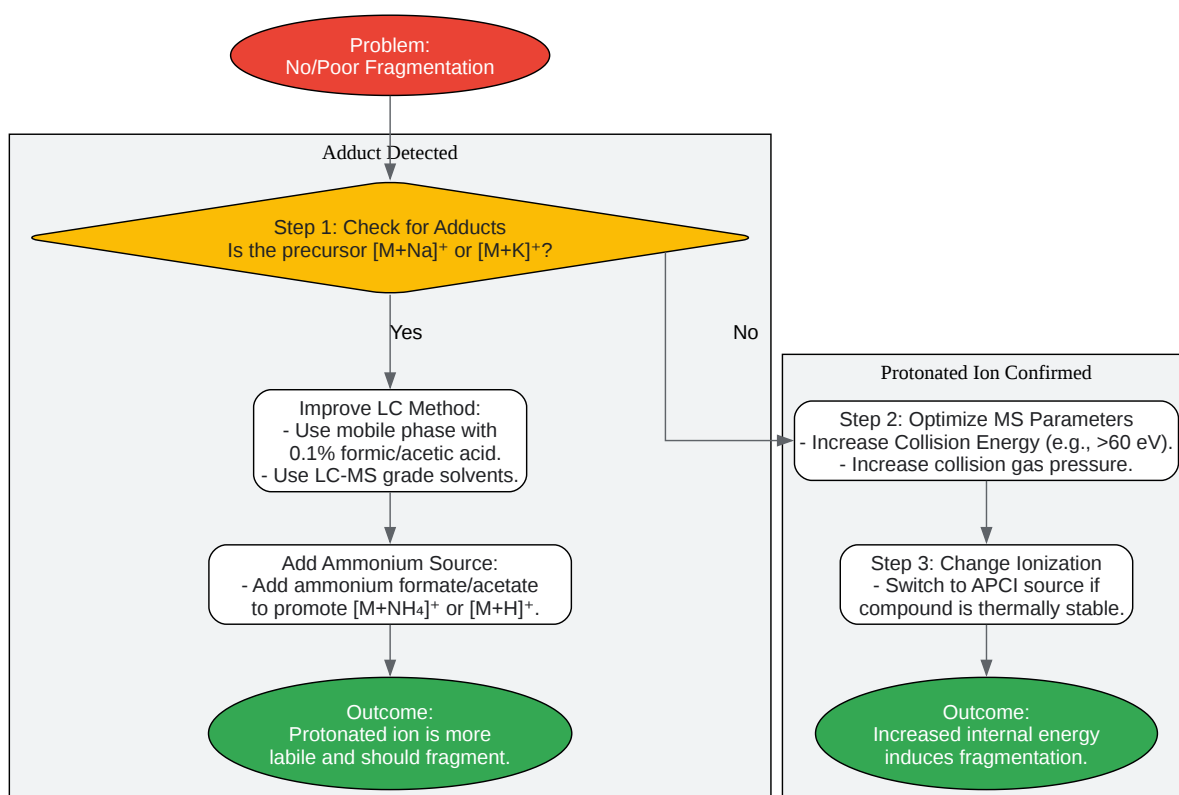 Problem:
No/Poor Fragmentation
Adduct Detected
Step 1: Check for Adducts
Is the precursor [M+Na]⁺ or [M+K]⁺?
Yes
No
Improve LC Method:
- Use mobile phase with
0.1% formic/acetic acid.
- Use LC-MS grade solvents.
Add Ammonium Source:
- Add ammonium formate/acetate
to promote [M+NH₄]⁺ or [M+H]⁺.
Outcome:
Protonated ion is more
labile and should fragment.
Protonated Ion Confirmed
Step 2: Optimize MS Parameters
- Increase Collision Energy (e.g., >60 eV).
- Increase collision gas pressure.
Step 3: Change Ionization
- Switch to APCI source if
compound is thermally stable.
Outcome:
Increased internal energy
induces fragmentation.